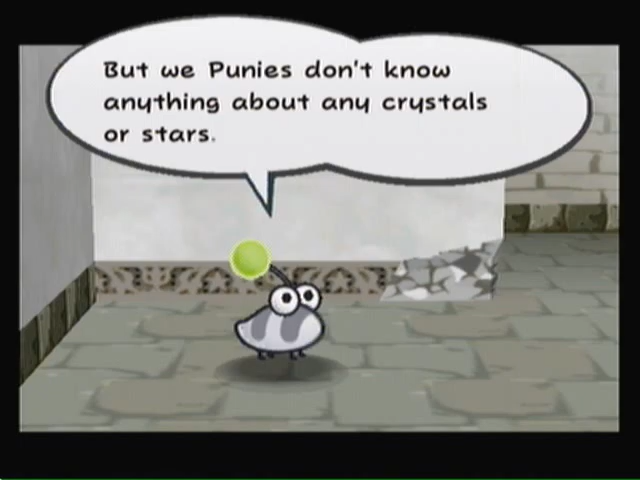 But we Punies don't know
anything about any crystals
or stars.